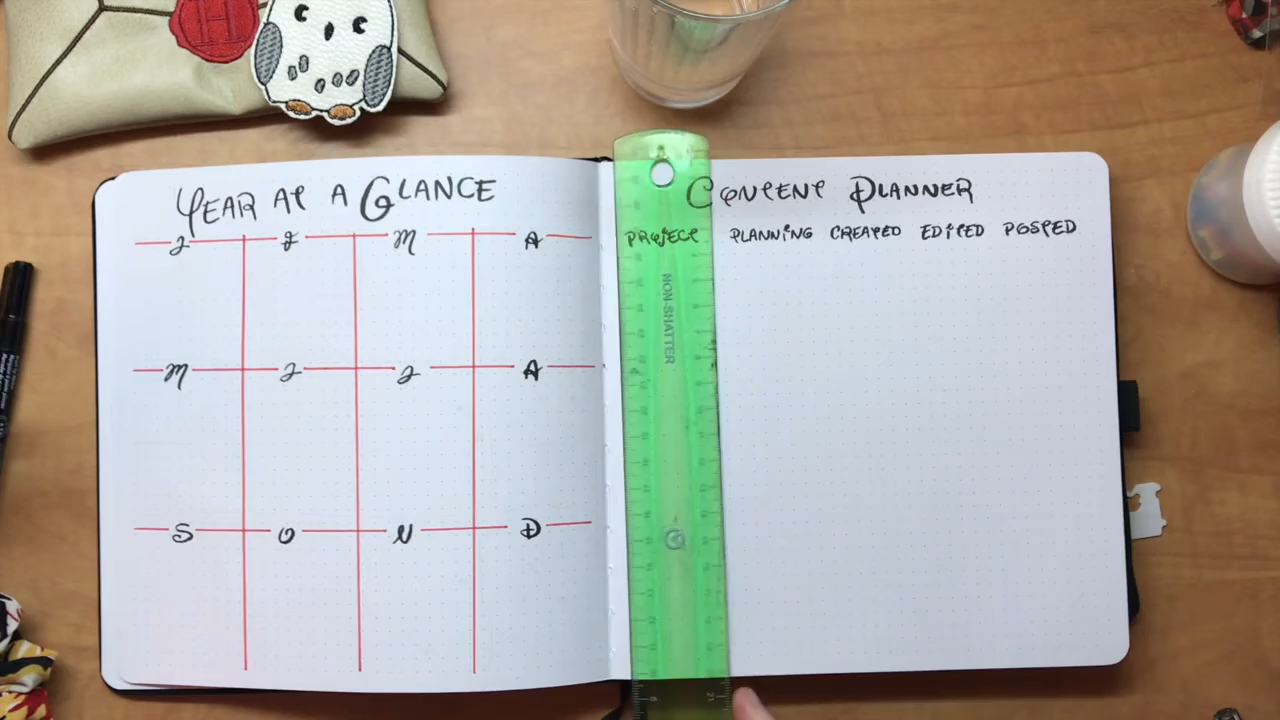 H
YEAR AT A GLANCE
J F M A
M J J A
S O N D
CONTENT PLANNER
PROJECT PLANNING CREATED EDITED POSTED
NON-SHATTER